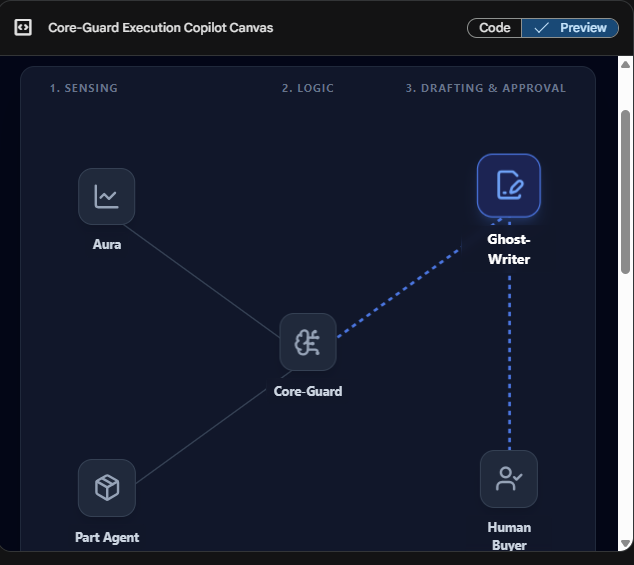 Core-Guard Execution Copilot Canvas
Code
Preview
1. SENSING
2. LOGIC
3. DRAFTING & APPROVAL
Aura
Ghost-
Writer
Core-Guard
Part Agent
Human
Buyer